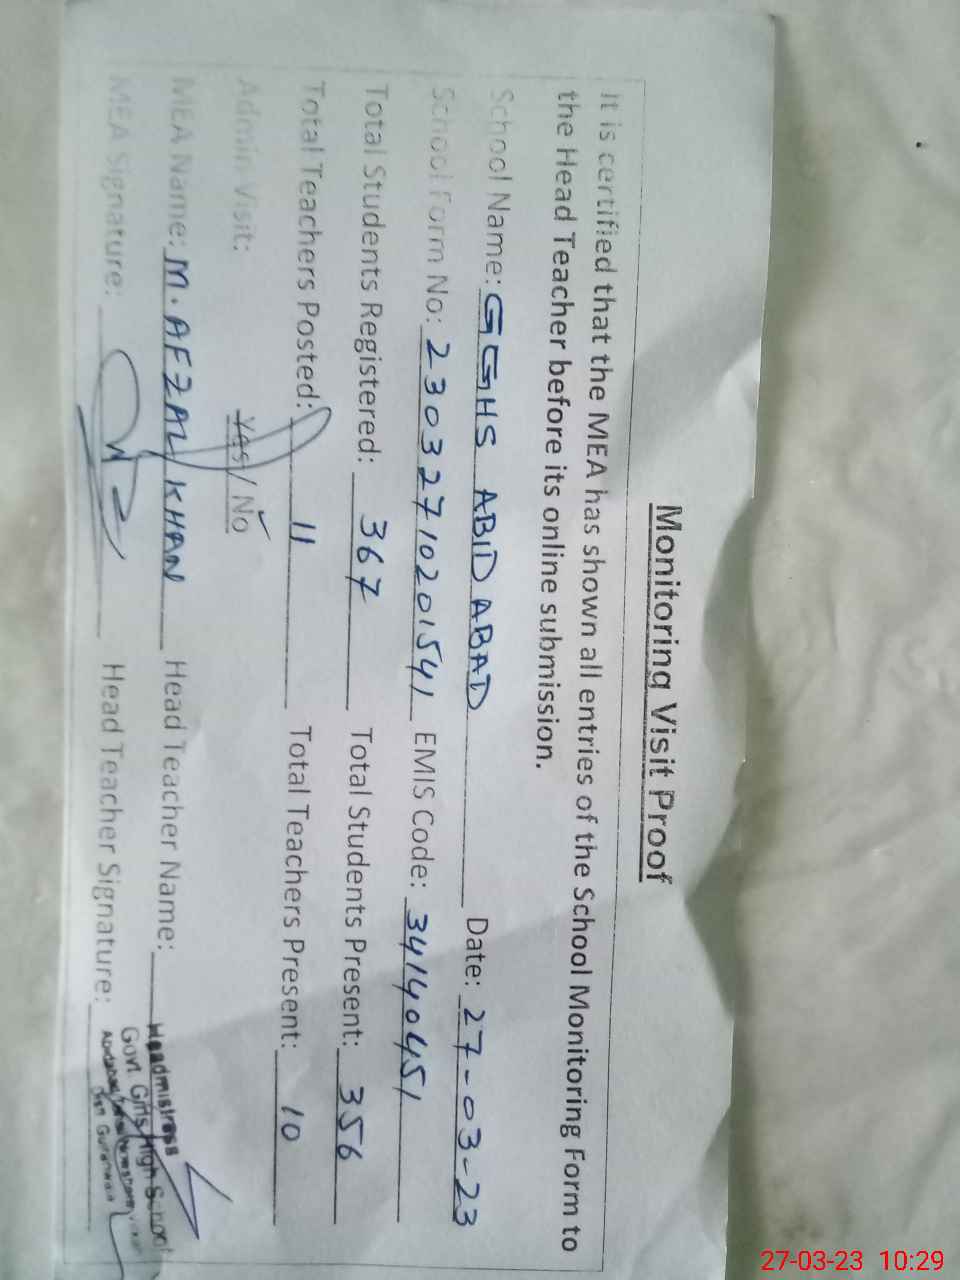 Monitoring Visit Proof
It is certified that the MEA has shown all entries of the School Monitoring Form to
the Head Teacher before its online submission.
School Name: GGHS ABID ABAD Date: 27-03-23
School Form No: 23032710201541 EMIS Code: 34140451
Total Students Registered: 367 Total Students Present: 356
Total Teachers Posted: 11 Total Teachers Present: 10
Admin Visit: Yes / No
MEA Name: M. AFZAL KHAN Head Teacher Name:
MEA Signature: Head Teacher Signature:
Headmistress
Govt. Girls High School
27-03-23 10:29